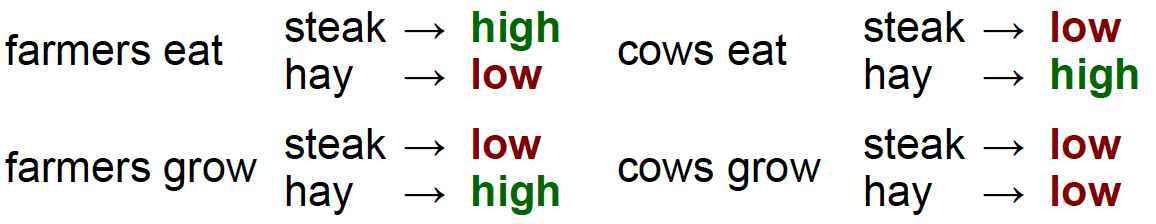 farmers eat steak → high cows eat steak → low
hay → low hay → high
farmers grow steak → low cows grow steak → low
hay → high hay → low